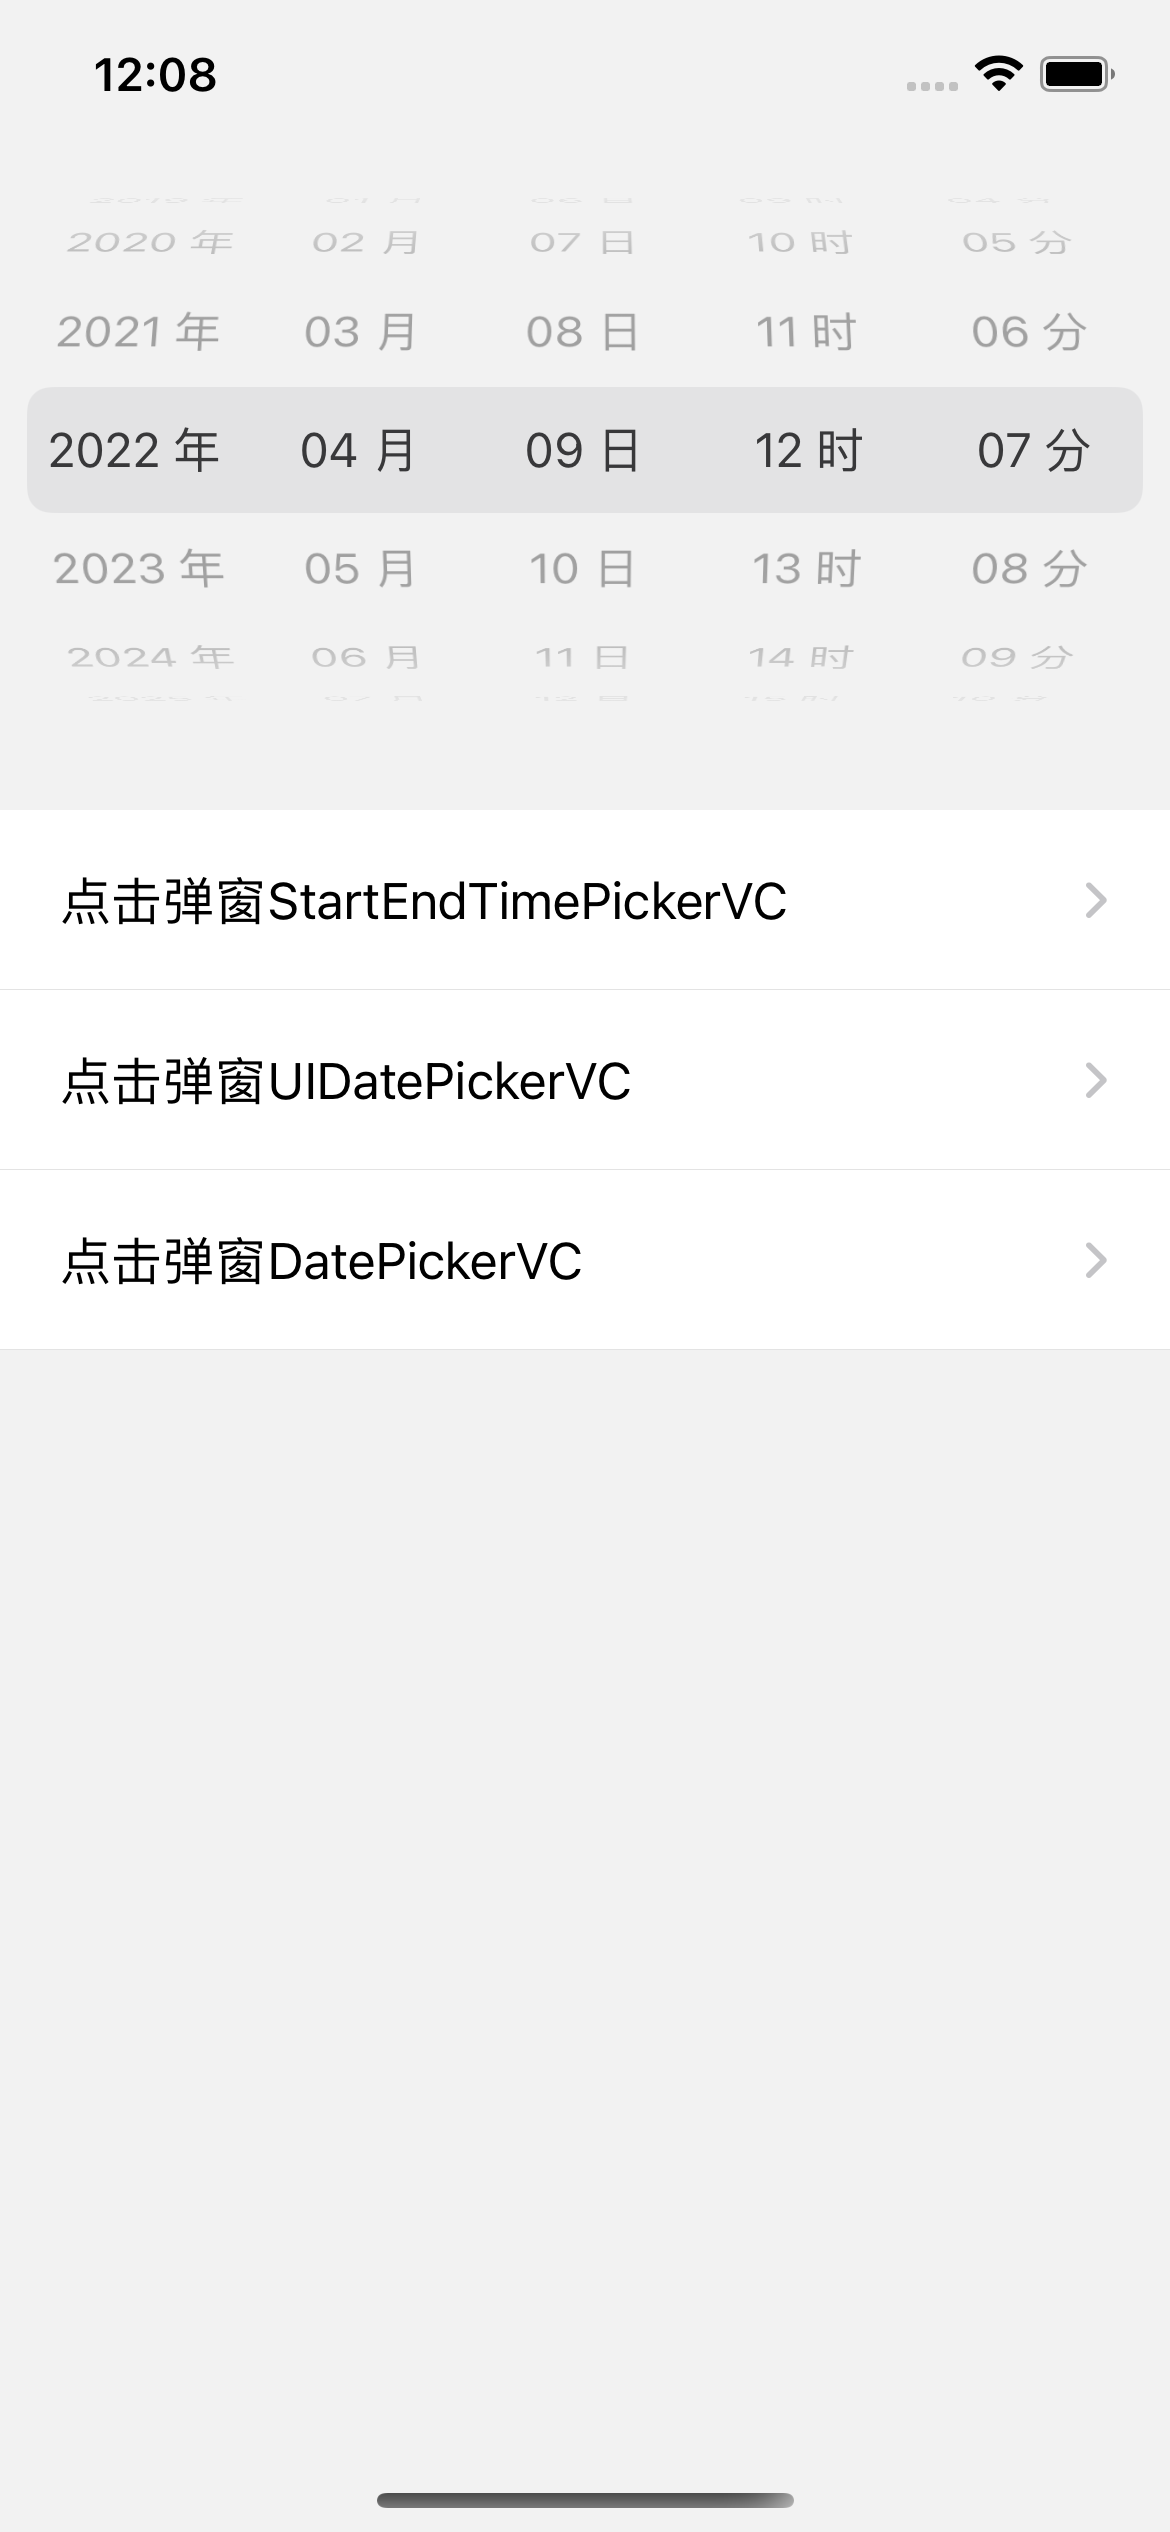 12:08
2020 年 02 月 07 日 10 时 05 分
2021 年 03 月 08 日 11 时 06 分
2022 年 04 月 09 日 12 时 07 分
2023 年 05 月 10 日 13 时 08 分
2024 年 06 月 11 日 14 时 09 分
点击弹窗StartEndTimePickerVC
点击弹窗UIDatePickerVC
点击弹窗DatePickerVC